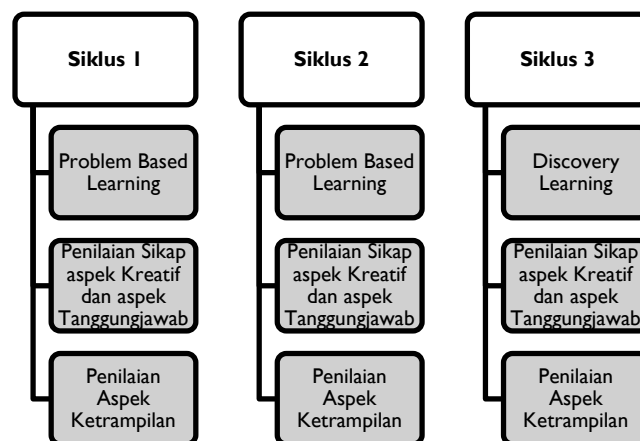 Siklus 1
Problem Based
Learning
Penilaian Sikap
aspek Kreatif
dan aspek
Tanggungjawab
Penilaian
Aspek
Ketrampilan
Siklus 2
Problem Based
Learning
Penilaian Sikap
aspek Kreatif
dan aspek
Tanggungjawab
Penilaian
Aspek
Ketrampilan
Siklus 3
Discovery
Learning
Penilaian Sikap
aspek Kreatif
dan aspek
Tanggungjawab
Penilaian
Aspek
Ketrampilan